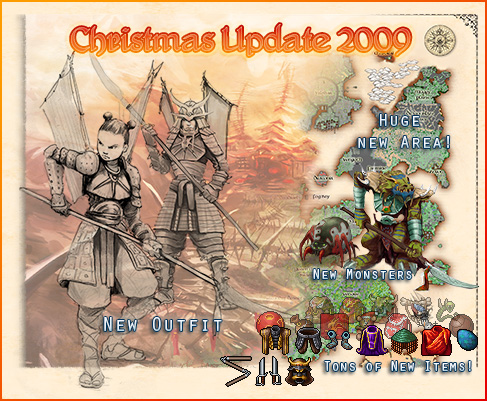 Christmas Update 2009
Huge
new Area!
New Monsters
New Outfit
Tons of New Items!